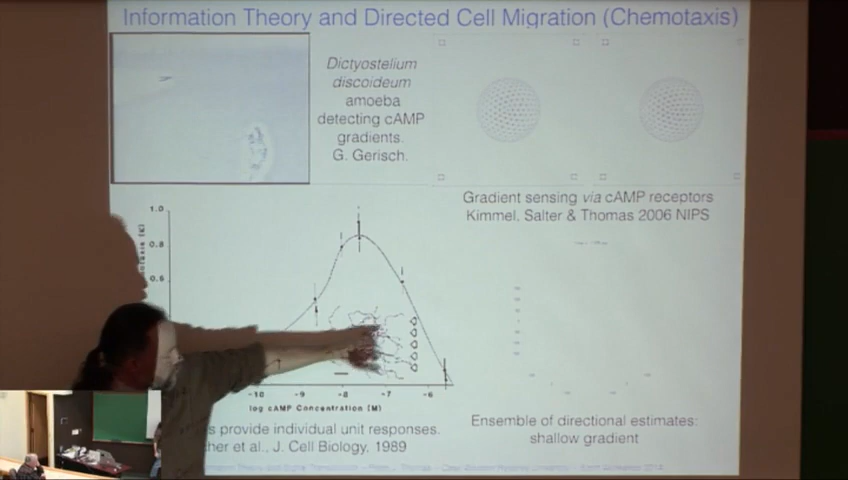 Information Theory and Directed Cell Migration (Chemotaxis)
Dictyostelium
discoideum
amoeba
detecting cAMP
gradients.
G. Gerisch.
Gradient sensing via cAMP receptors
Kimmel, Salter & Thomas 2006 NIPS
1.0
0.8
0.6
-10 -9 -8 -7 -6
log cAMP Concentration (M)
provide individual unit responses.
et al., J. Cell Biology, 1989
Ensemble of directional estimates:
shallow gradient